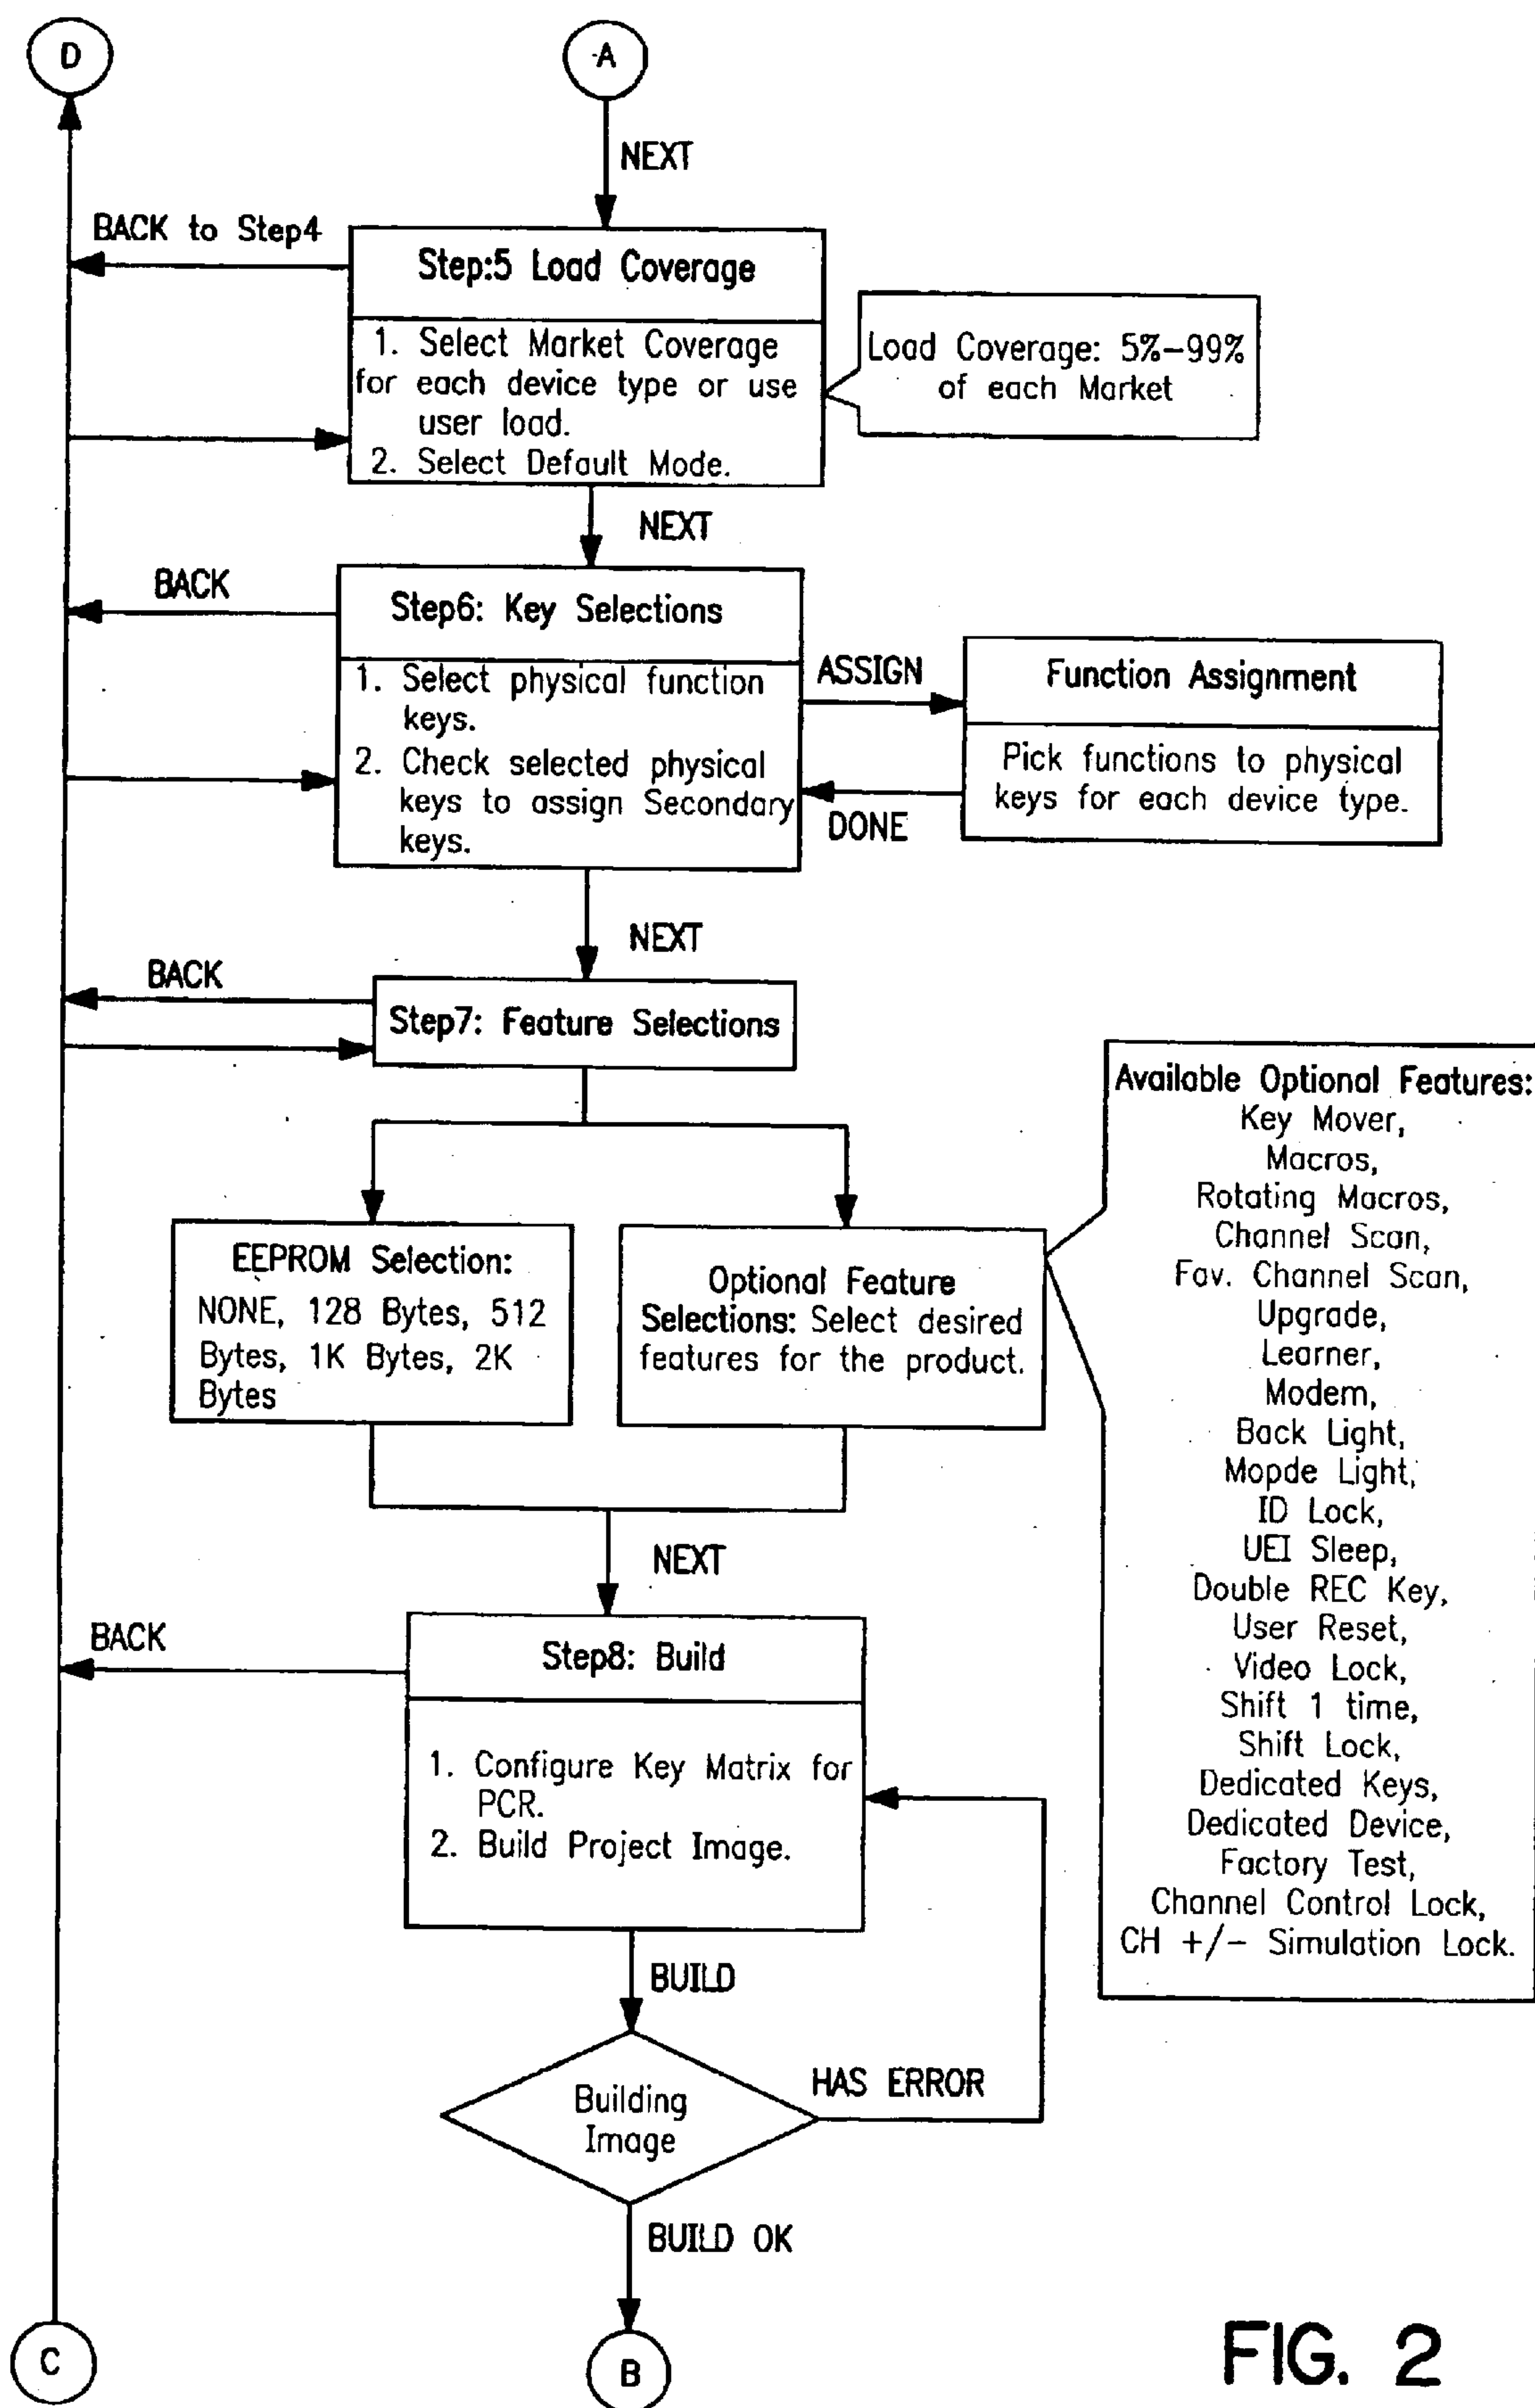 D
A
NEXT
BACK to Step4
Step:5 Load Coverage
1. Select Market Coverage
for each device type or use
user load.
2. Select Default Mode.
Load Coverage: 5%-99%
of each Market
NEXT
BACK
Step6: Key Selections
1. Select physical function
keys.
2. Check selected physical
keys to assign Secondary
keys.
ASSIGN
DONE
Function Assignment
Pick functions to physical
keys for each device type.
NEXT
BACK
Step7: Feature Selections
EEPROM Selection:
NONE, 128 Bytes, 512
Bytes, 1K Bytes, 2K
Bytes
Optional Feature
Selections: Select desired
features for the product.
Available Optional Features:
Key Mover,
Macros,
Rotating Macros,
Channel Scan,
Fav. Channel Scan,
Upgrade,
Learner,
Modem,
Back Light,
Mopde Light,
ID Lock,
UEI Sleep,
Double REC Key,
User Reset,
Video Lock,
Shift 1 time,
Shift Lock,
Dedicated Keys,
Dedicated Device,
Factory Test,
Channel Control Lock,
CH +/- Simulation Lock.
NEXT
BACK
Step8: Build
1. Configure Key Matrix for
PCR.
2. Build Project Image.
BUILD
Building
Image
HAS ERROR
BUILD OK
C
B
FIG. 2